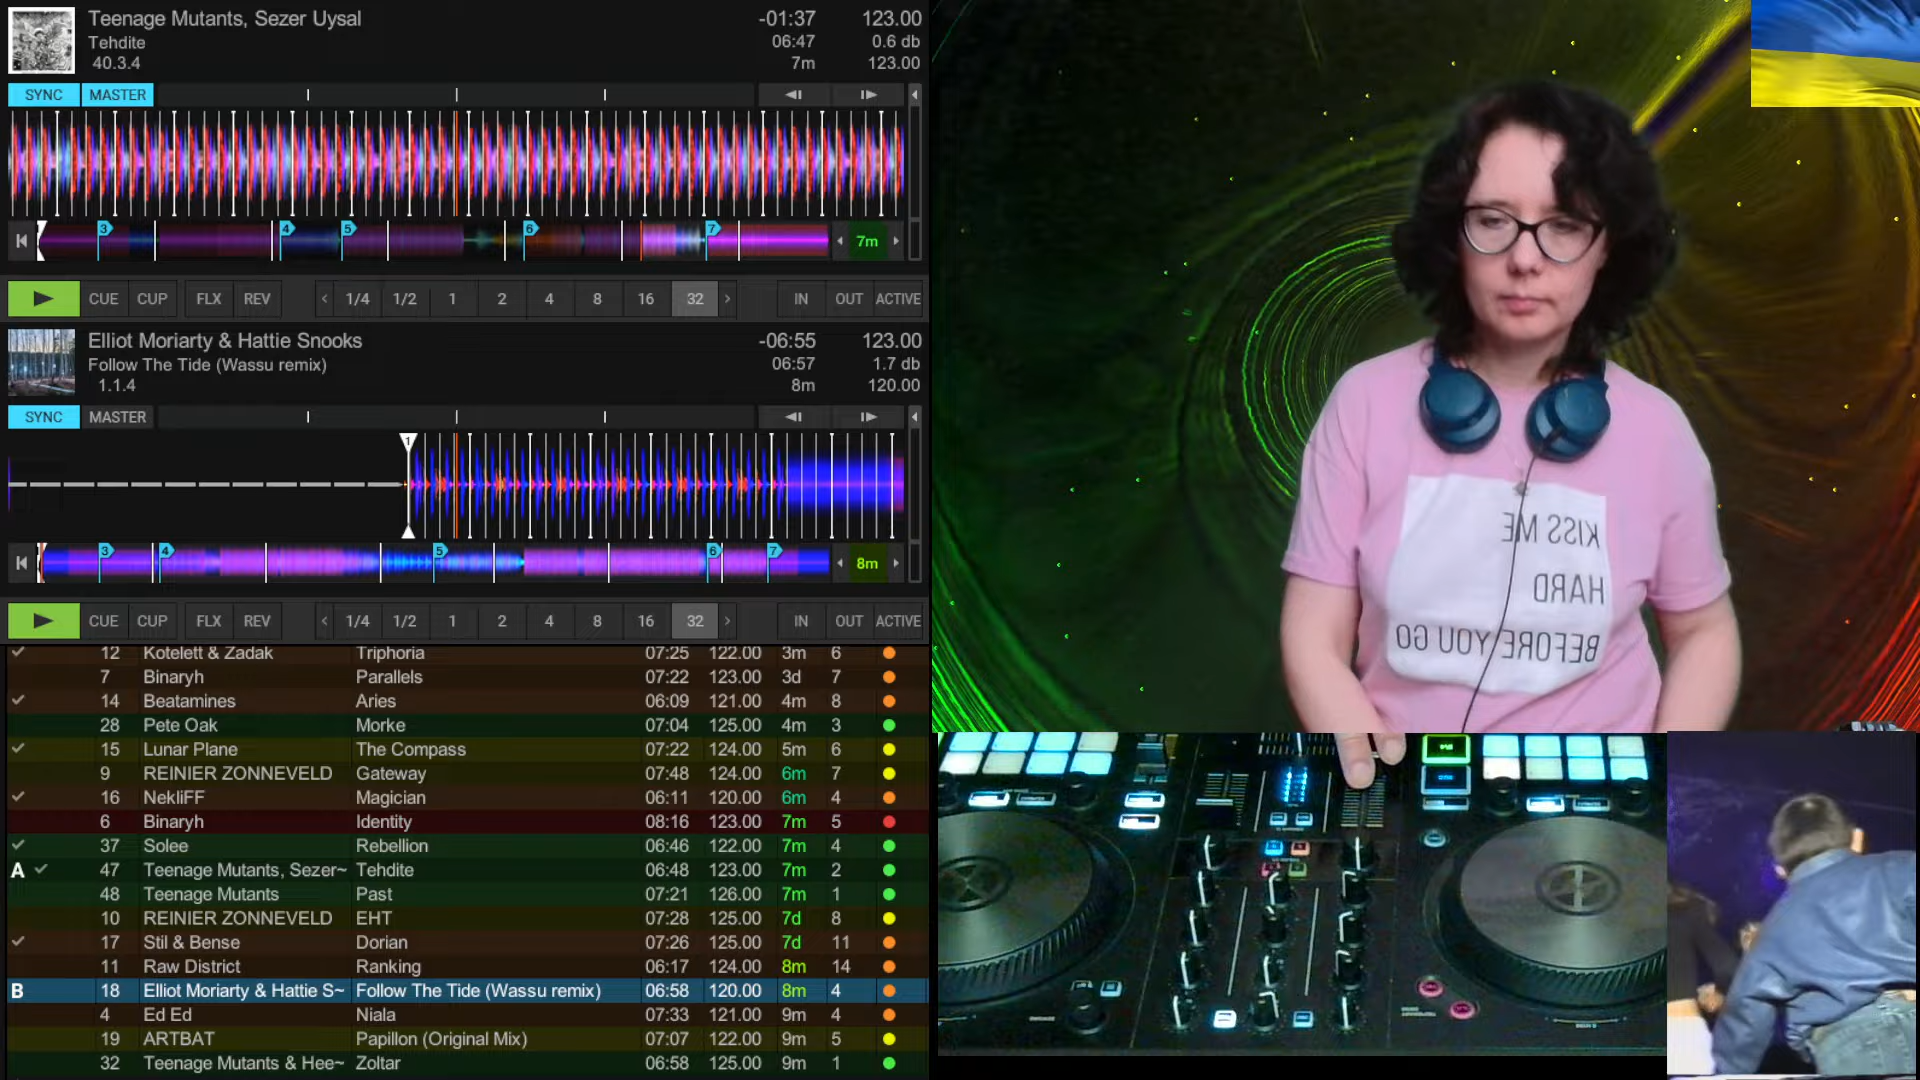 Teenage Mutants, Sezer Uysal -01:37 123.00
Tehdite 06:47 0.6 db
40.3.4 7m 123.00
SYNC MASTER
3 4 5 6 7 7m
CUE CUP FLX REV 1/4 1/2 1 2 4 8 16 32 IN OUT ACTIVE
Elliot Moriarty & Hattie Snooks -06:55 123.00
Follow The Tide (Wassu remix) 06:57 1.7 db
1.1.4 8m 120.00
SYNC MASTER
1
3 4 5 6 7 8m
CUE CUP FLX REV 1/4 1/2 1 2 4 8 16 32 IN OUT ACTIVE
12 Kotelett & Zadak Triphoria 07:25 122.00 3m 6
7 Binaryh Parallels 07:22 123.00 3d 7
14 Beatamines Aries 06:09 121.00 4m 8
28 Pete Oak Morke 07:04 125.00 4m 3
15 Lunar Plane The Compass 07:22 124.00 5m 6
9 REINIER ZONNEVELD Gateway 07:48 124.00 6m 7
16 NekliFF Magician 06:11 120.00 6m 4
6 Binaryh Identity 08:16 123.00 7m 5
37 Solee Rebellion 06:46 122.00 7m 4
A 47 Teenage Mutants, Sezer~ Tehdite 06:48 123.00 7m 2
48 Teenage Mutants Past 07:21 126.00 7m 1
10 REINIER ZONNEVELD EHT 07:28 125.00 7d 8
17 Stil & Bense Dorian 07:26 125.00 7d 11
11 Raw District Ranking 06:17 124.00 8m 14
B 18 Elliot Moriarty & Hattie S~ Follow The Tide (Wassu remix) 06:58 120.00 8m 4
4 Ed Ed Niala 07:33 121.00 9m 4
19 ARTBAT Papillon (Original Mix) 07:07 122.00 9m 5
32 Teenage Mutants & Hee~ Zoltar 06:58 125.00 9m 1
KISS ME
HARD
BEFORE YOU GO